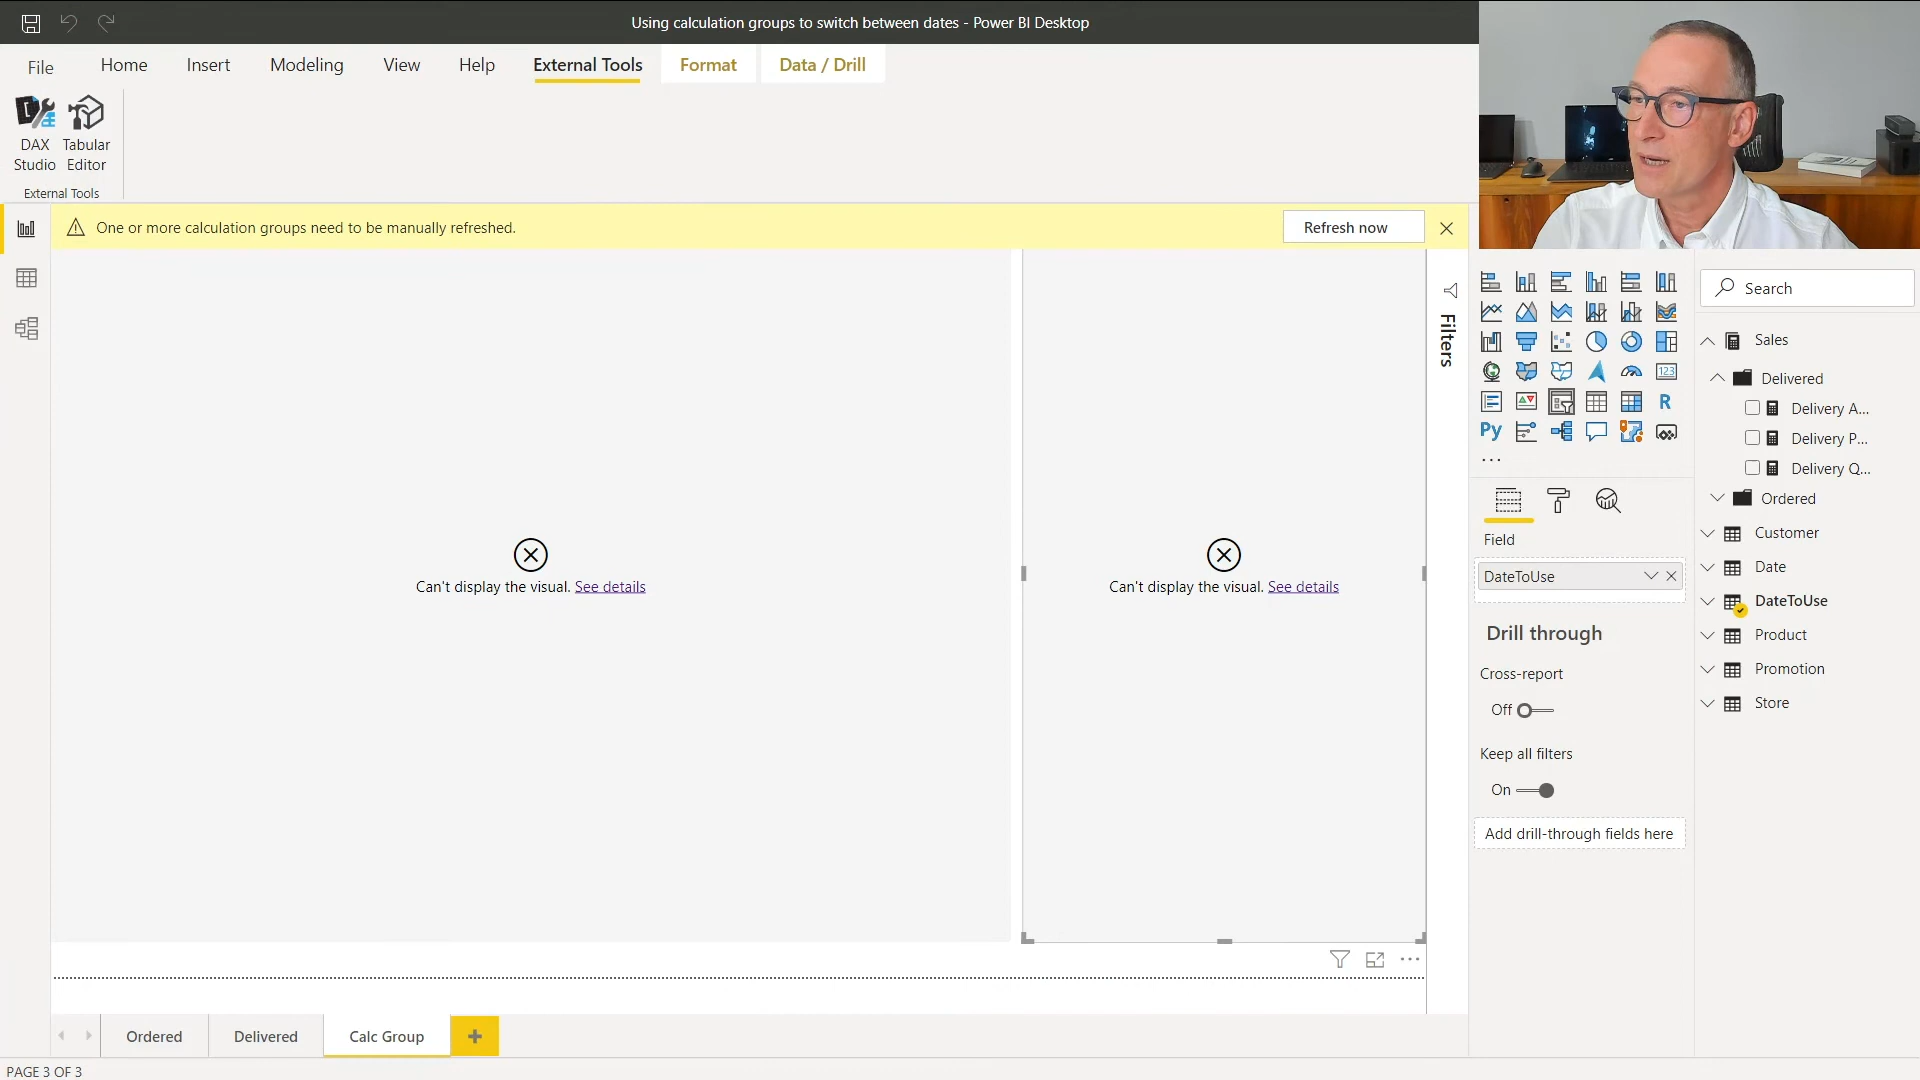 Using calculation groups to switch between dates - Power BI Desktop
File
Home
Insert
Modeling
View
Help
External Tools
Format
Data / Drill
DAX
Studio
Tabular
Editor
External Tools
One or more calculation groups need to be manually refreshed.
Refresh now
Can't display the visual. See details
Can't display the visual. See details
Filters
123
R
Py
Field
DateToUse
Drill through
Cross-report
Off
Keep all filters
On
Add drill-through fields here
Search
Sales
Delivered
Delivery A...
Delivery P...
Delivery Q...
Ordered
Customer
Date
DateToUse
Product
Promotion
Store
Ordered
Delivered
Calc Group
PAGE 3 OF 3